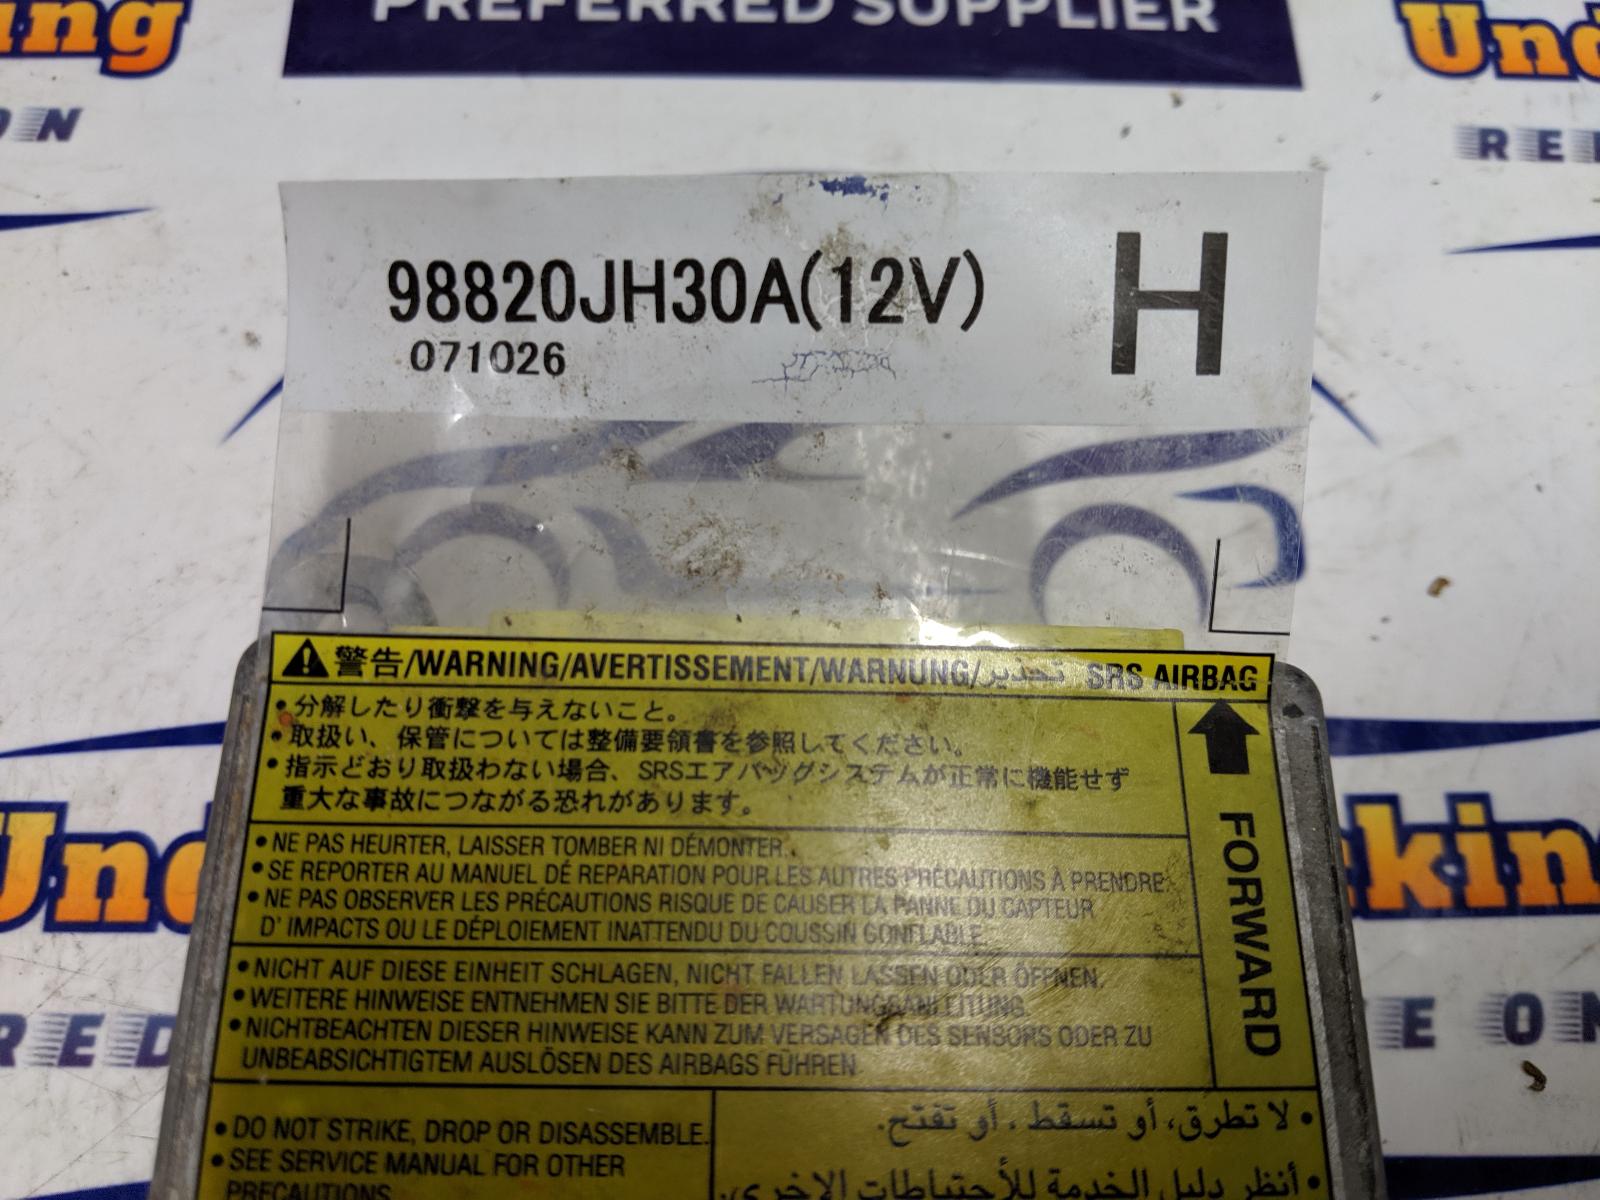 PREFERRED SUPPLIER
98820JH30A(12V)
H
071026
警告/WARNING/AVERTISSEMENT/WARNUNG/تحذير SRS AIRBAG
• 分解したり衝撃を与えないこと。
• 取扱い、保管については整備要領書を参照してください。
• 指示どおり取扱わない場合、SRSエアバッグシステムが正常に機能せず
重大な事故につながる恐れがあります。
FORWARD
• NE PAS HEURTER, LAISSER TOMBER NI DÉMONTER.
• SE REPORTER AU MANUEL DÉ REPARATION POUR LES AUTRES PRÉCAUTIONS À PRENDRE.
• NE PAS OBSERVER LES PRÉCAUTIONS RISQUE DE CAUSER LA PANNE DU CAPTEUR
D' IMPACTS OU LE DÉPLOIEMENT INATTENDU DU COUSSIN GONFLABLE.
• NICHT AUF DIESE EINHEIT SCHLAGEN, NICHT FALLEN LASSEN ODER ÖFFNEN.
• WEITERE HINWEISE ENTNEHMEN SIE BITTE DER WARTUNGSANLEITUNG.
• NICHTBEACHTEN DIESER HINWEISE KANN ZUM VERSAGEN DES SENSORS ODER ZU
UNBEABSICHTIGTEM AUSLÖSEN DES AIRBAGS FÜHREN.
• DO NOT STRIKE, DROP OR DISASSEMBLE.
• SEE SERVICE MANUAL FOR OTHER
PRECAUTIONS.
• لا تطرق، أو تسقط ، أو تفتح.
• أنظر دليل الخدمة للأحتياطات الاخرى.